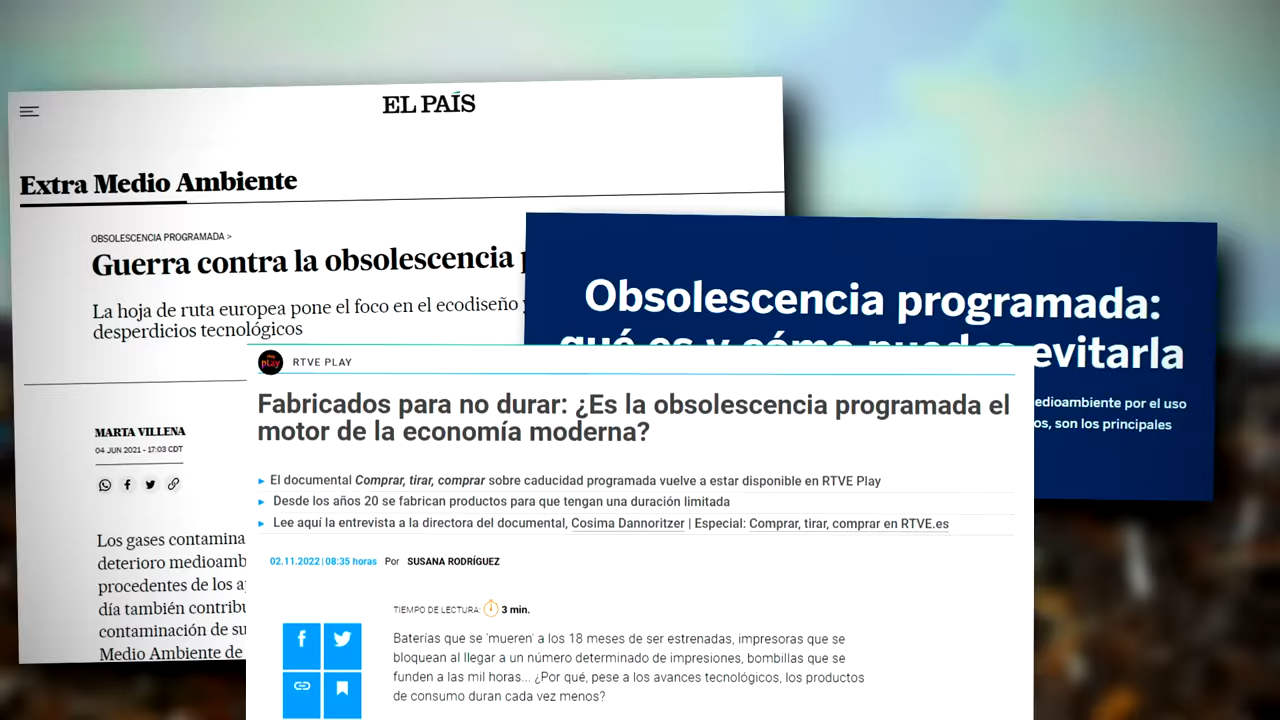 EL PAÍS
Extra Medio Ambiente
OBSOLESCENCIA PROGRAMADA >
Guerra contra la obsolescencia
La hoja de ruta europea pone el foco en el ecodiseño
desperdicios tecnológicos
MARTA VILLENA
04 JUN 2021 - 17:03 CDT
Los gases
deterioro
procedentes de los
día también
contaminación de
Medio Ambiente de
Obsolescencia programada:
qué es y cómo puedes evitarla
medioambiente por el uso
son los principales
play
RTVE PLAY
Fabricados para no durar: ¿Es la obsolescencia programada el
motor de la economía moderna?
El documental Comprar, tirar, comprar sobre caducidad programada vuelve a estar disponible en RTVE Play
Desde los años 20 se fabrican productos para que tengan una duración limitada
Lee aquí la entrevista a la directora del documental, Cosima Dannoritzer | Especial: Comprar, tirar, comprar en RTVE.es
02.11.2022 | 08:35 horas Por SUSANA RODRÍGUEZ
TIEMPO DE LECTURA: 3 min.
Baterías que se 'mueren' a los 18 meses de ser estrenadas, impresoras que se
bloquean al llegar a un número determinado de impresiones, bombillas que se
funden a las mil horas... ¿Por qué, pese a los avances tecnológicos, los productos
de consumo duran cada vez menos?